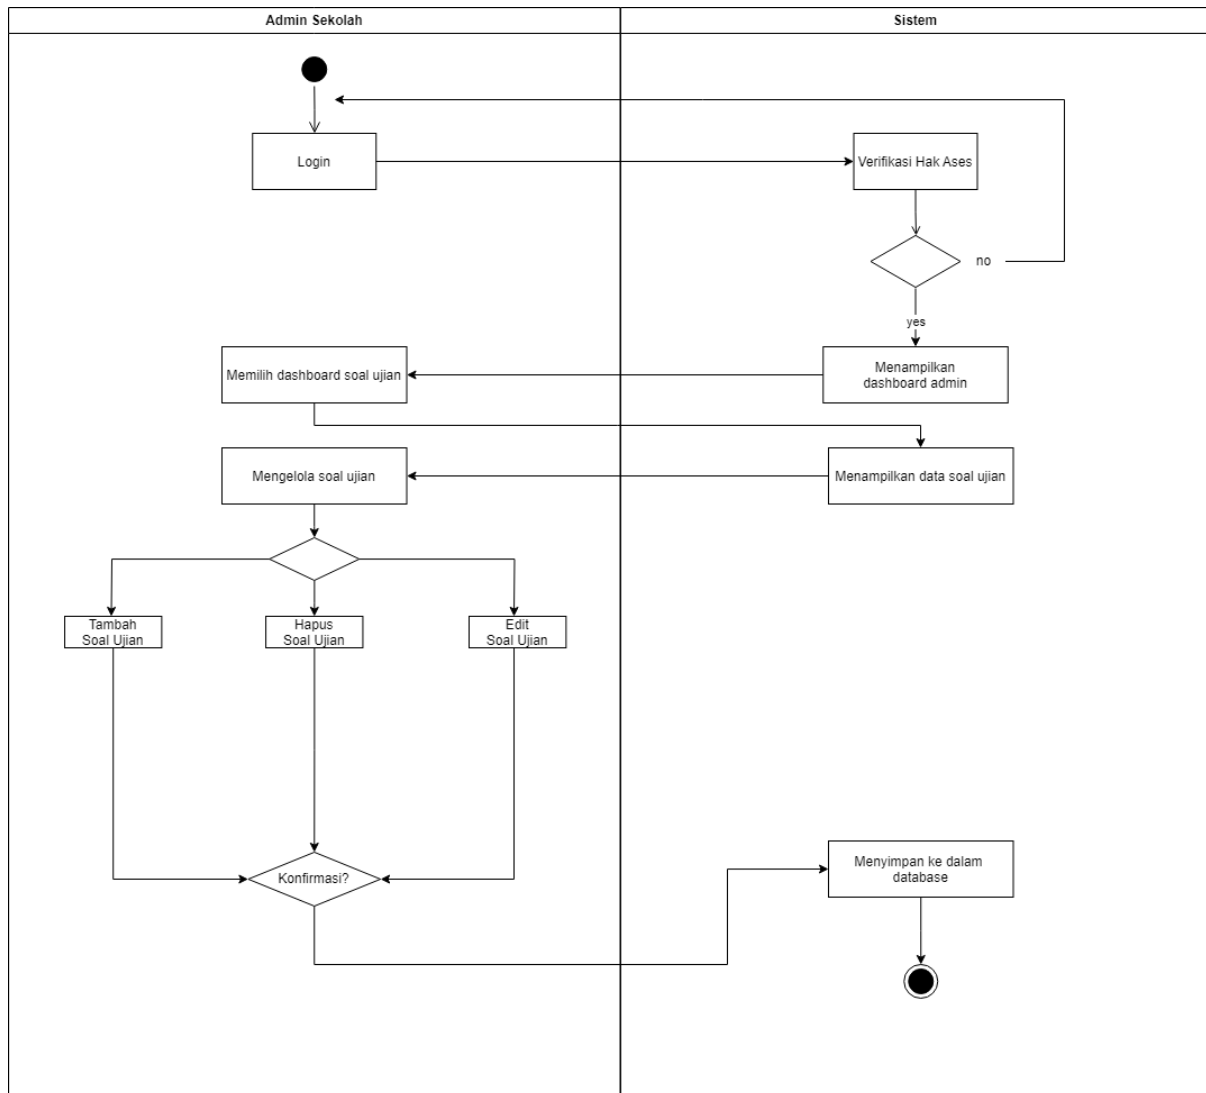 Admin Sekolah
Sistem
Login
Verifikasi Hak Ases
no
yes
Memilih dashboard soal ujian
Menampilkan
dashboard admin
Mengelola soal ujian
Menampilkan data soal ujian
Tambah
Soal Ujian
Hapus
Soal Ujian
Edit
Soal Ujian
Konfirmasi?
Menyimpan ke dalam
database